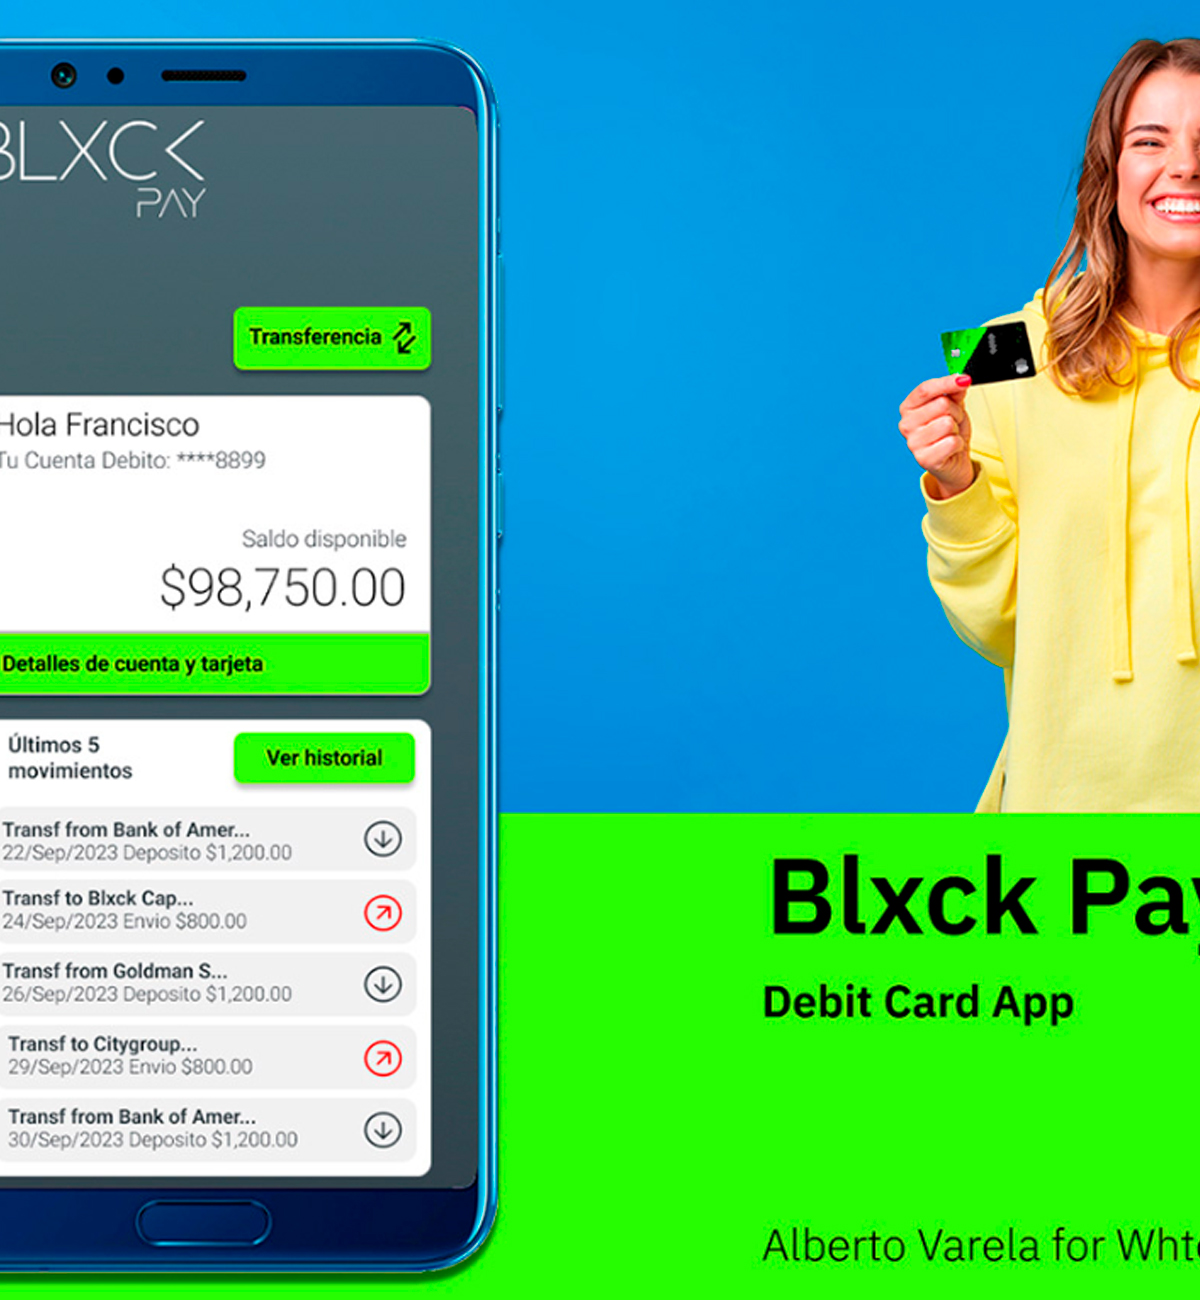 BLXCK
PAY
Transferencia
Hola Francisco
Tu Cuenta Debito: ****8899
Saldo disponible
$98,750.00
Detalles de cuenta y tarjeta
Últimos 5
movimientos
Ver historial
Transf from Bank of Amer...
22/Sep/2023 Deposito $1,200.00
Transf to Blxck Cap...
24/Sep/2023 Envio $800.00
Transf from Goldman S...
26/Sep/2023 Deposito $1,200.00
Transf to Citygroup...
29/Sep/2023 Envio $800.00
Transf from Bank of Amer...
30/Sep/2023 Deposito $1,200.00
Blxck Pay
Debit Card App
Alberto Varela for